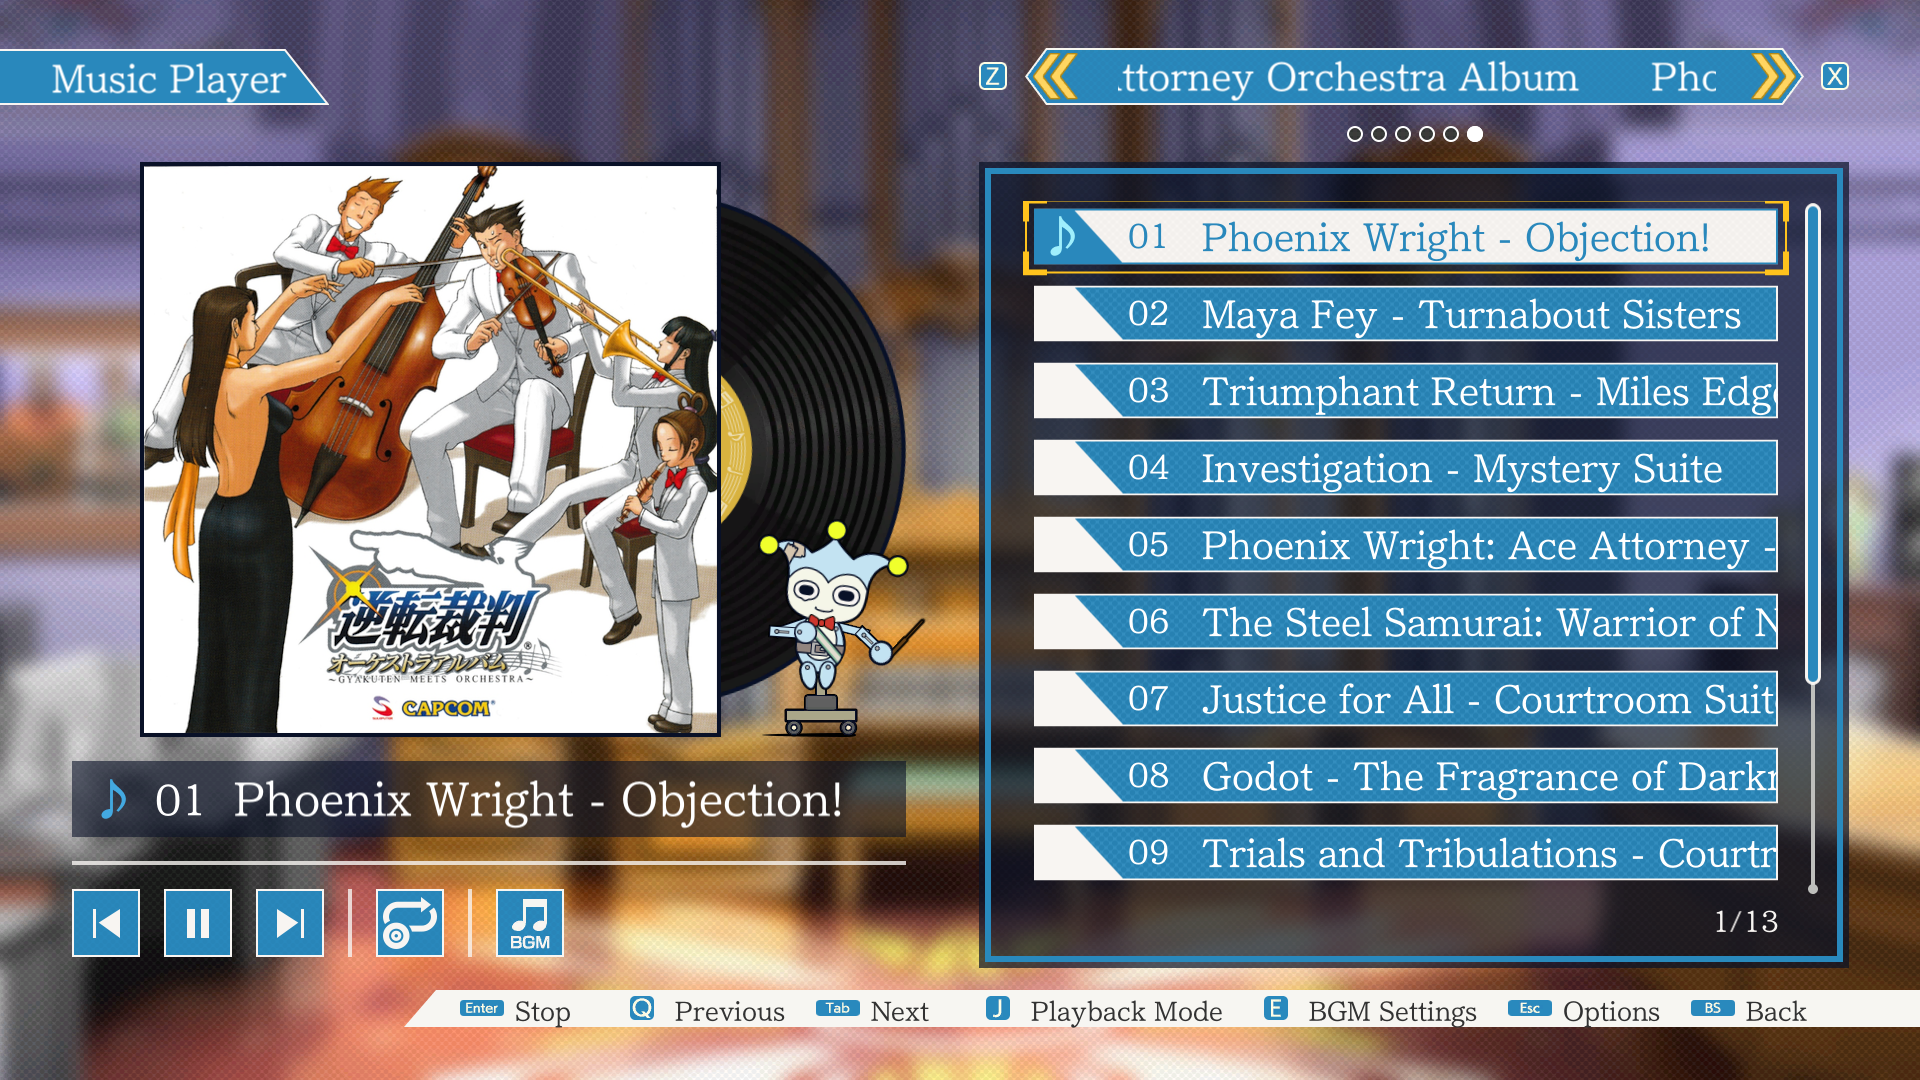 Music Player
Z
ttorney Orchestra Album Pho
X
逆転裁判
オーケストラアルバム
~GYAKUTEN MEETS ORCHESTRA~
CAPCOM
01 Phoenix Wright - Objection!
BGM
01 Phoenix Wright - Objection!
02 Maya Fey - Turnabout Sisters
03 Triumphant Return - Miles Edge
04 Investigation - Mystery Suite
05 Phoenix Wright: Ace Attorney -
06 The Steel Samurai: Warrior of N
07 Justice for All - Courtroom Suit
08 Godot - The Fragrance of Dark
09 Trials and Tribulations - Courtr
1/13
Enter Stop Q Previous Tab Next J Playback Mode E BGM Settings Esc Options BS Back